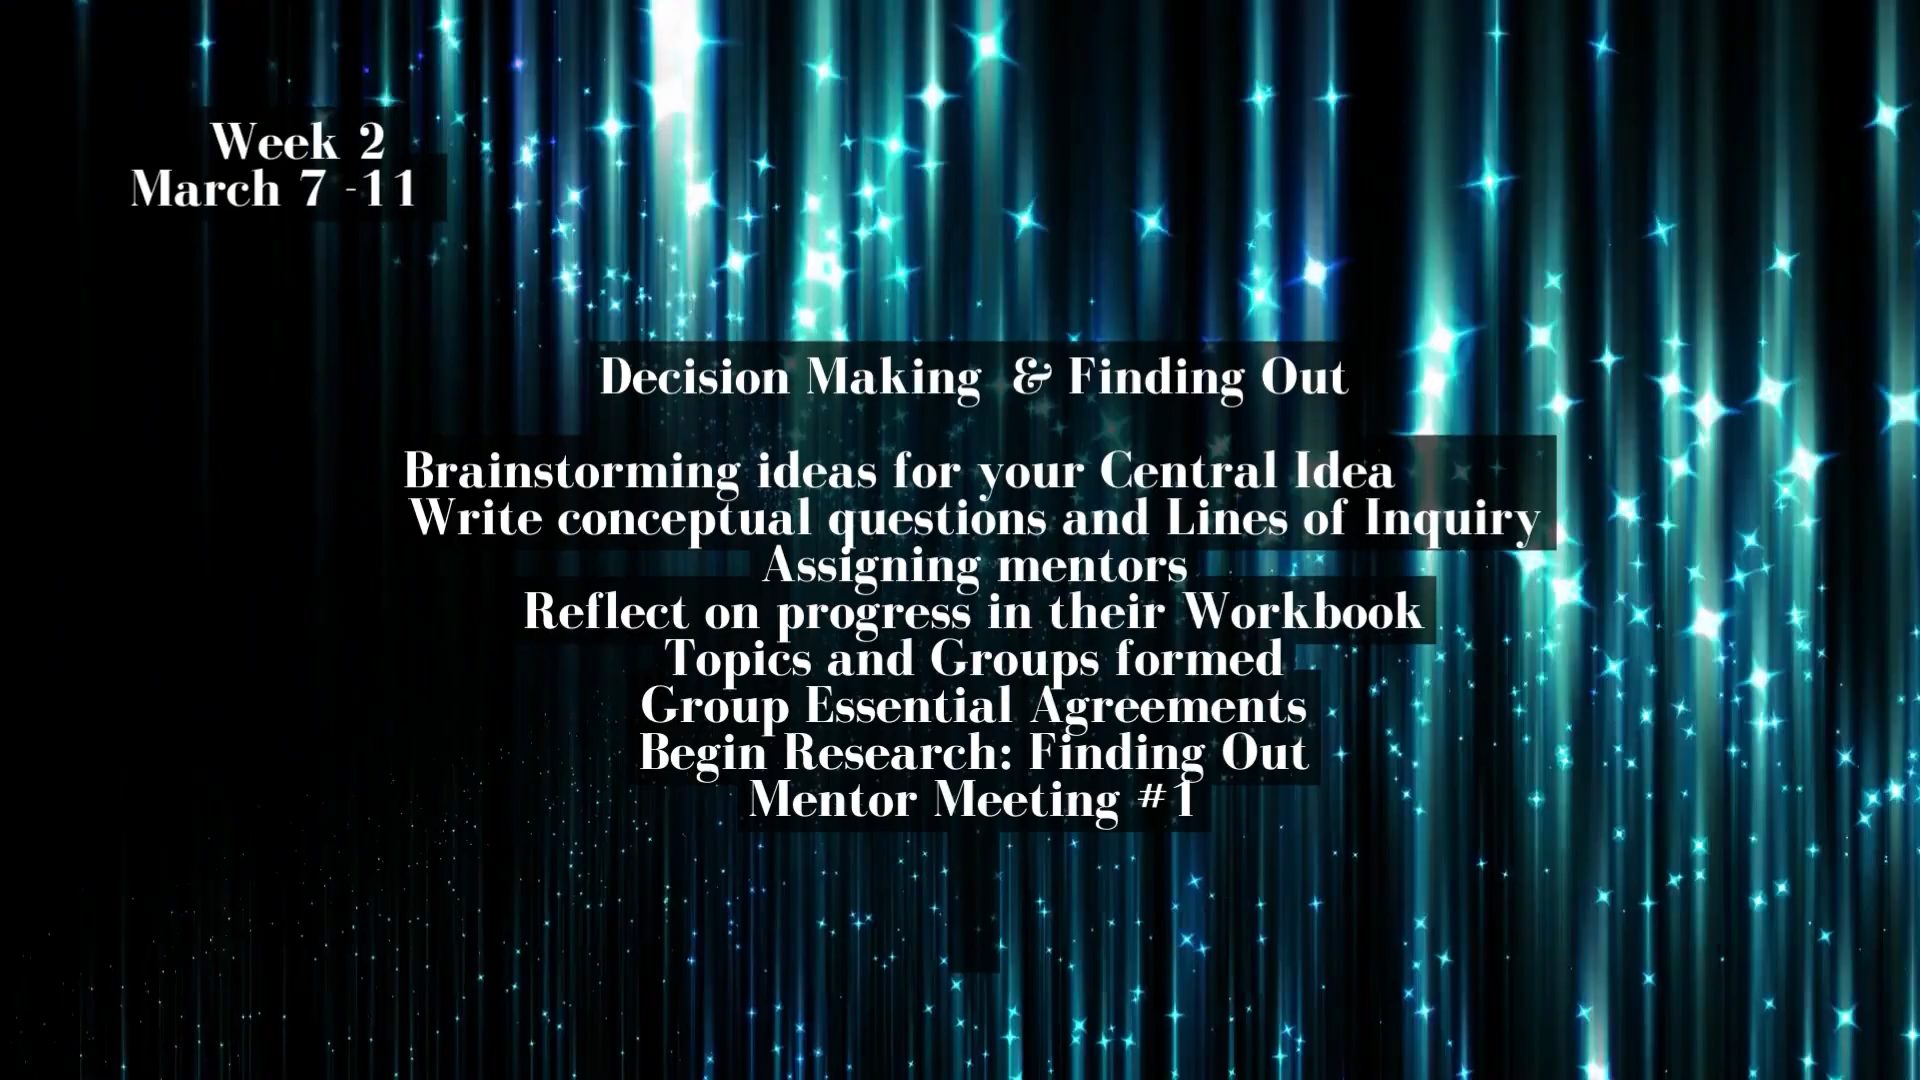 Week 2
March 7 -11
Decision Making & Finding Out
Brainstorming ideas for your Central Idea
Write conceptual questions and Lines of Inquiry
Assigning mentors
Reflect on progress in their Workbook
Topics and Groups formed
Group Essential Agreements
Begin Research: Finding Out
Mentor Meeting #1